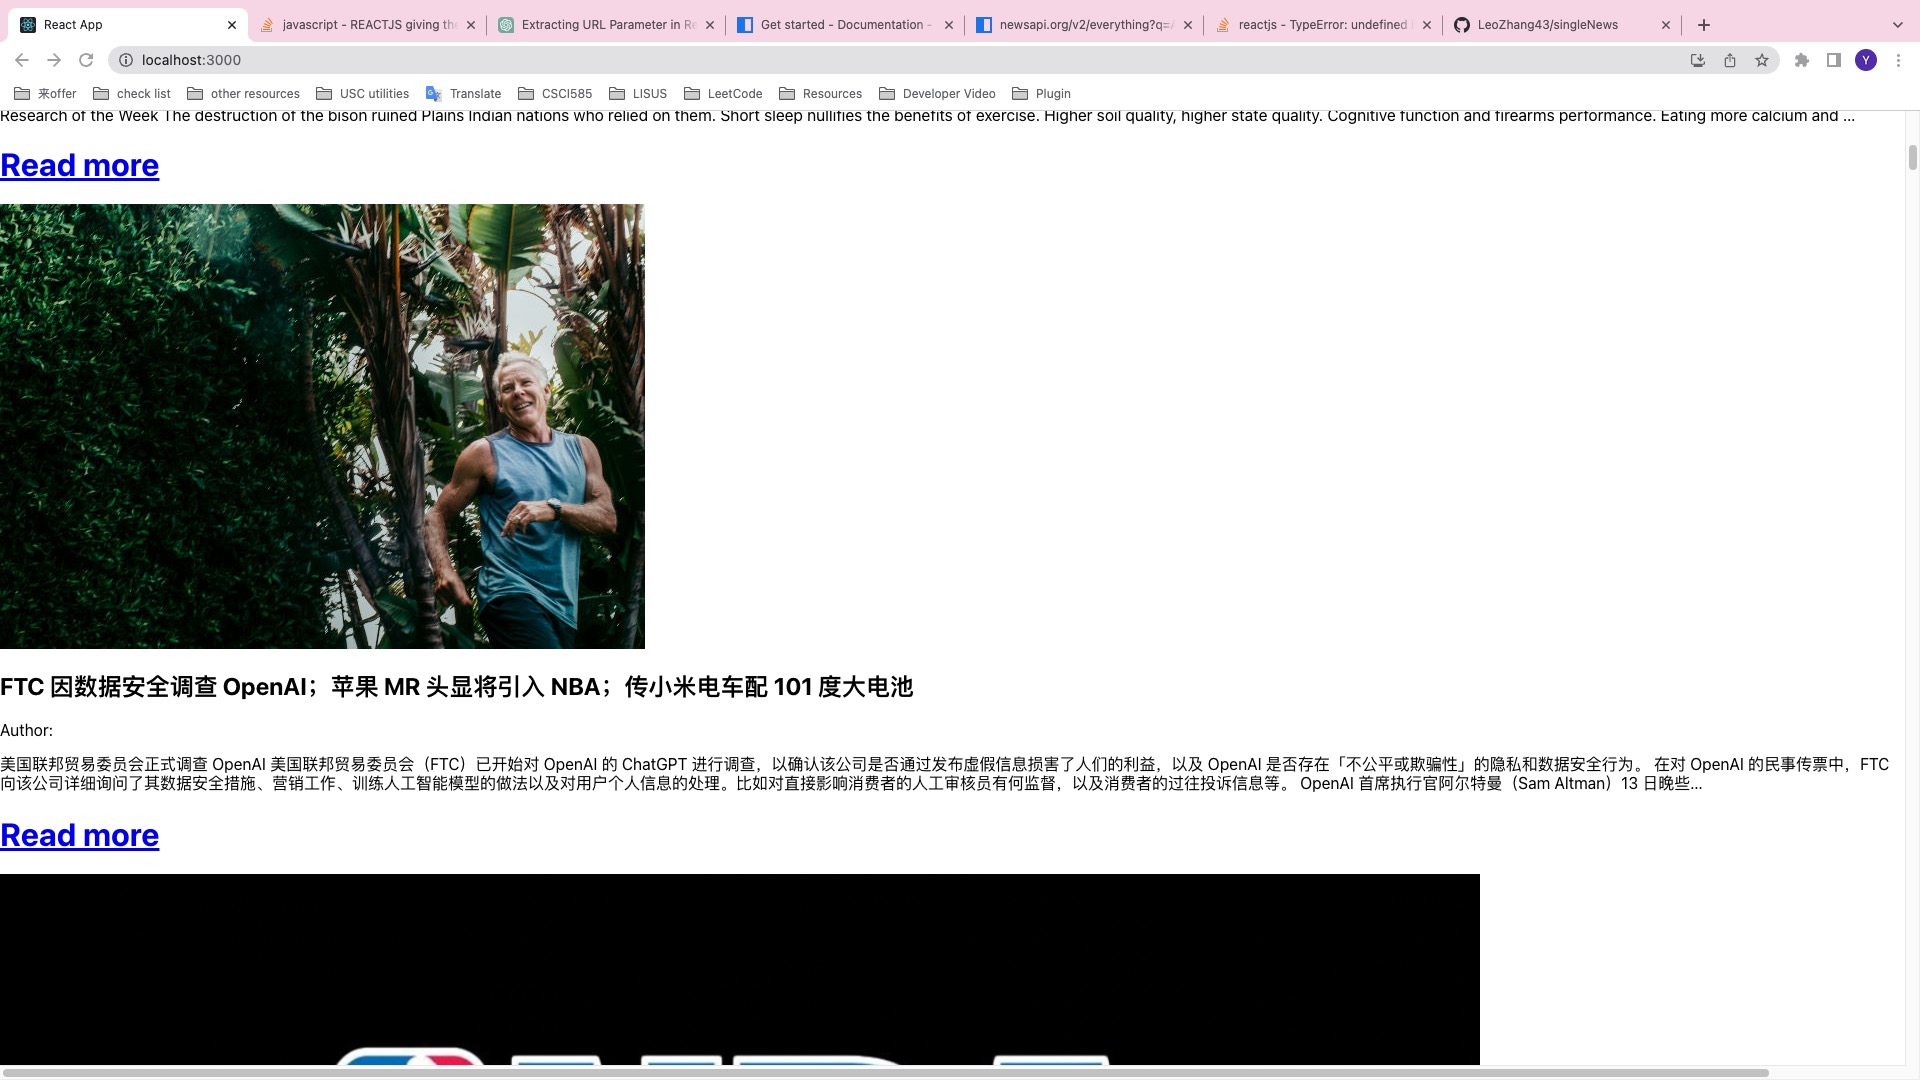 React App
javascript - REACTJS giving the
Extracting URL Parameter in Re
Get started - Documentation -
newsapi.org/v2/everything?q=A
reactjs - TypeError: undefined i
LeoZhang43/singleNews
localhost:3000
Y
来offer
check list
other resources
USC utilities
Translate
CSCI585
LISUS
LeetCode
Resources
Developer Video
Plugin
Research of the Week The destruction of the bison ruined Plains Indian nations who relied on them. Short sleep nullifies the benefits of exercise. Higher soil quality, higher state quality. Cognitive function and firearms performance. Eating more calcium and ...
Read more
FTC 因数据安全调查 OpenAI；苹果 MR 头显将引入 NBA；传小米电车配 101 度大电池
Author:
美国联邦贸易委员会正式调查 OpenAI 美国联邦贸易委员会（FTC）已开始对 OpenAI 的 ChatGPT 进行调查，以确认该公司是否通过发布虚假信息损害了人们的利益，以及 OpenAI 是否存在「不公平或欺骗性」的隐私和数据安全行为。 在对 OpenAI 的民事传票中，FTC
向该公司详细询问了其数据安全措施、营销工作、训练人工智能模型的做法以及对用户个人信息的处理。比如对直接影响消费者的人工审核员有何监督，以及消费者的过往投诉信息等。 OpenAI 首席执行官阿尔特曼（Sam Altman）13 日晚些...
Read more